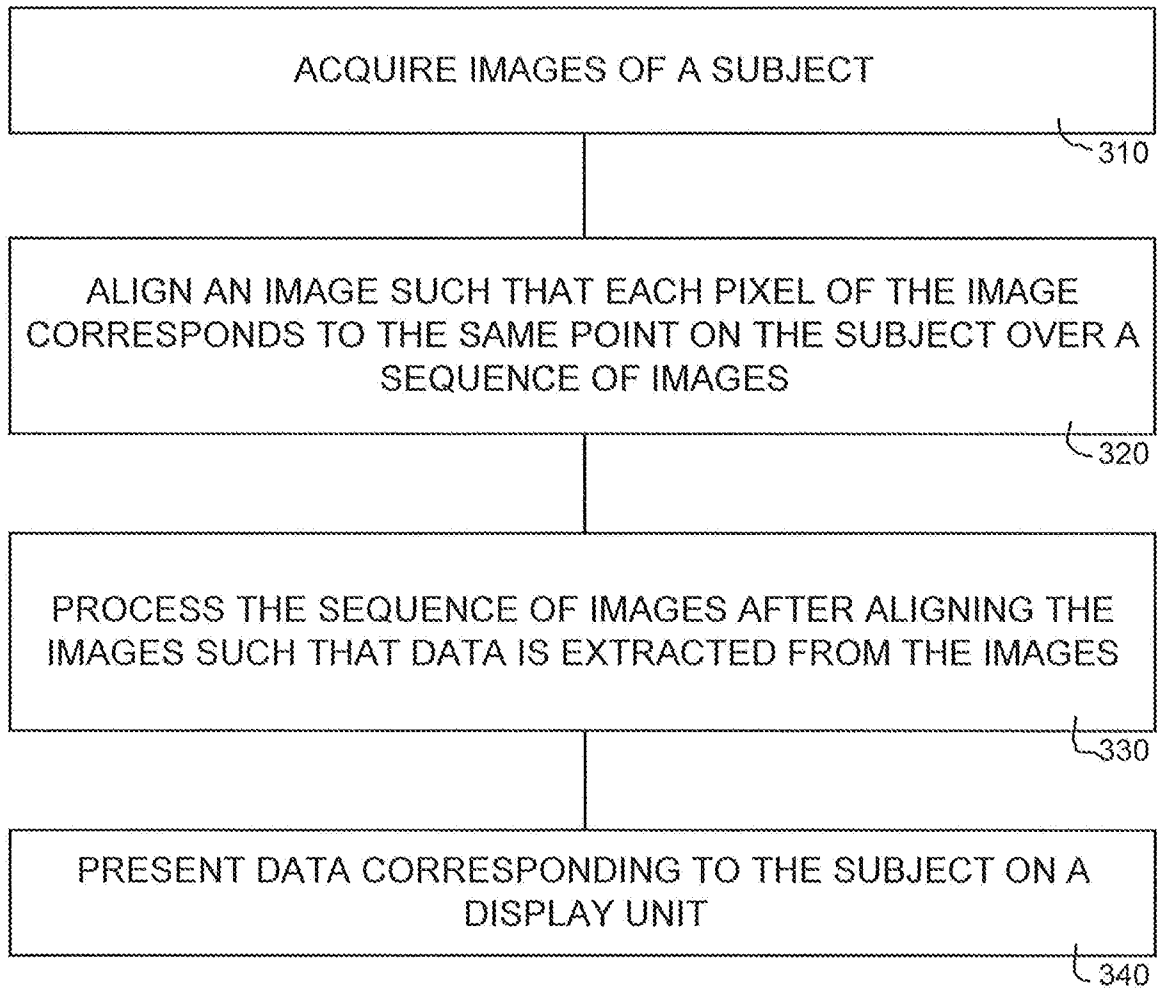 ACQUIRE IMAGES OF A SUBJECT
310
ALIGN AN IMAGE SUCH THAT EACH PIXEL OF THE IMAGE
CORRESPONDS TO THE SAME POINT ON THE SUBJECT OVER A
SEQUENCE OF IMAGES
320
PROCESS THE SEQUENCE OF IMAGES AFTER ALIGNING THE
IMAGES SUCH THAT DATA IS EXTRACTED FROM THE IMAGES
330
PRESENT DATA CORRESPONDING TO THE SUBJECT ON A
DISPLAY UNIT
340